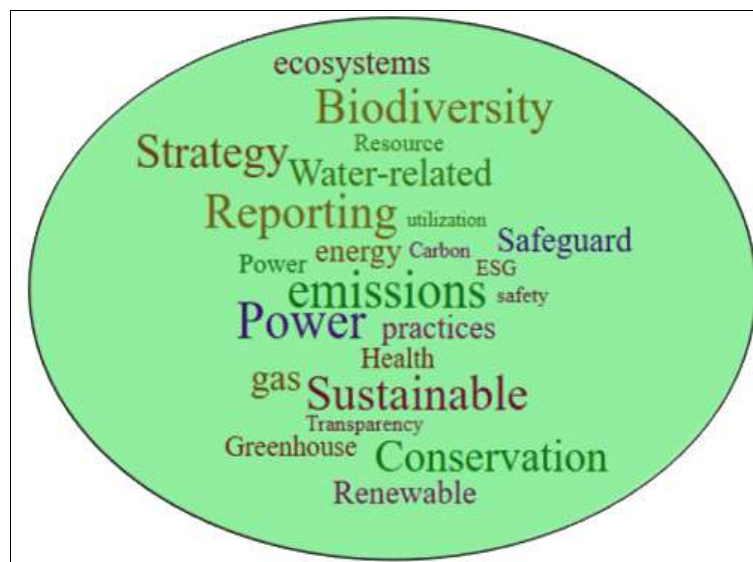 ecosystems
Biodiversity
Resource
Strategy
Water-related
Reporting
utilization
Safeguard
energy
Carbon
Power
ESG
emissions
safety
Power
practices
Health
gas
Sustainable
Transparency
Greenhouse
Conservation
Renewable